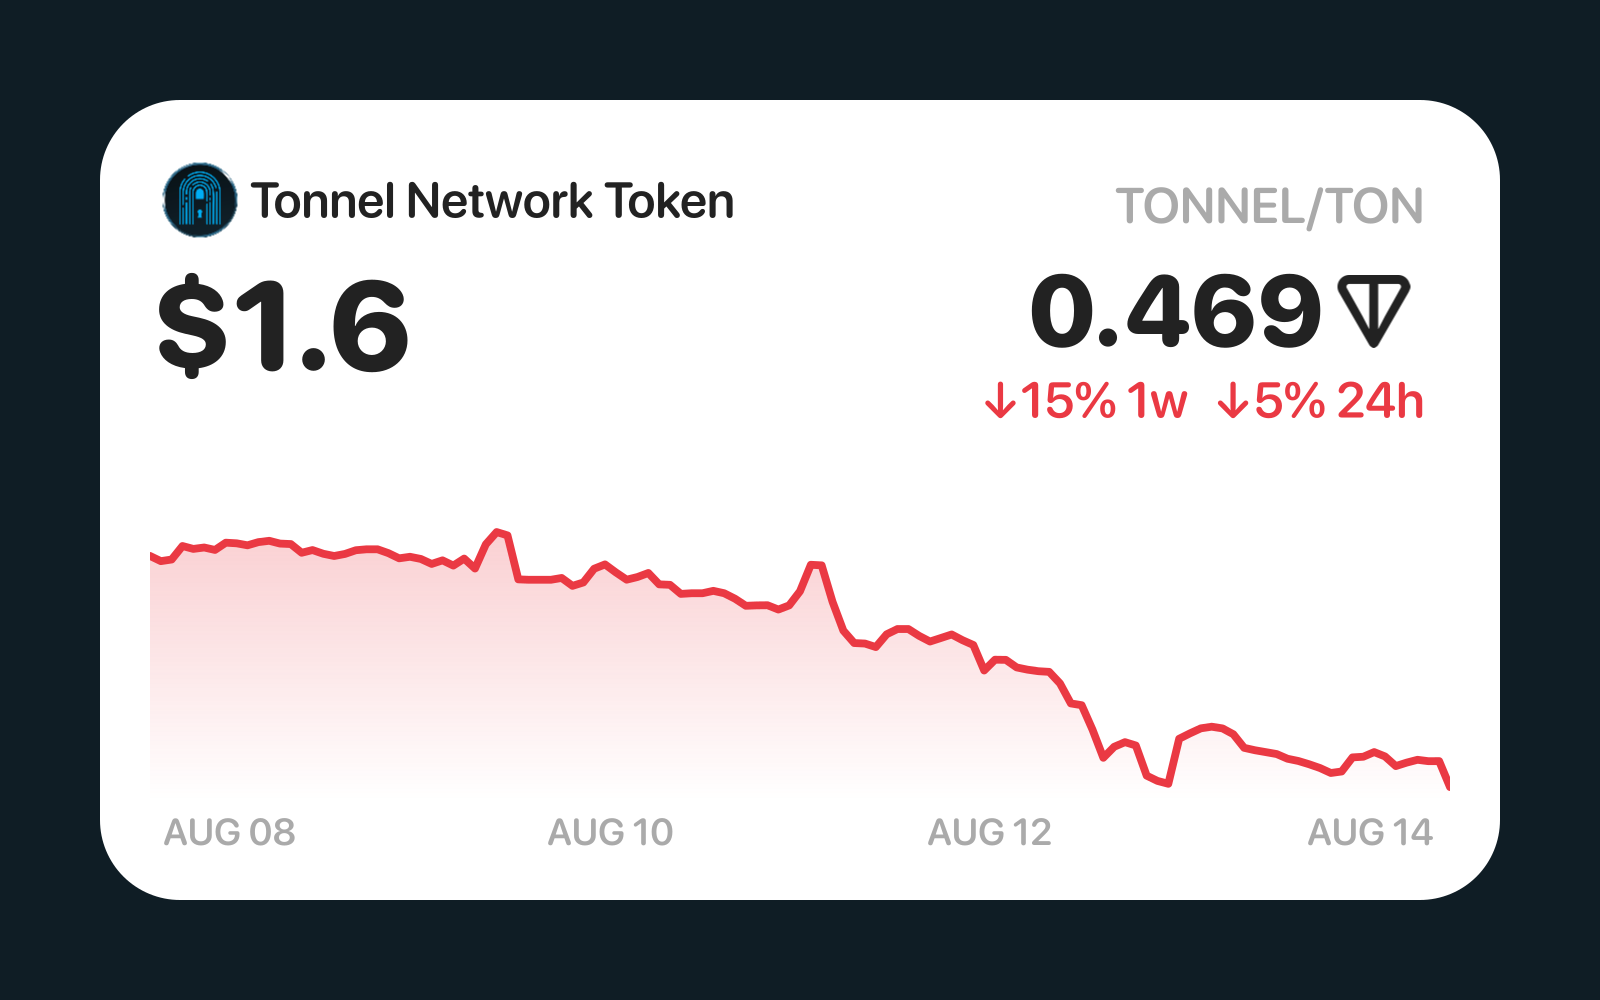 Tonnel Network Token
TONNEL/TON
$1.6
0.469
↓15% 1w ↓5% 24h
AUG 08
AUG 10
AUG 12
AUG 14